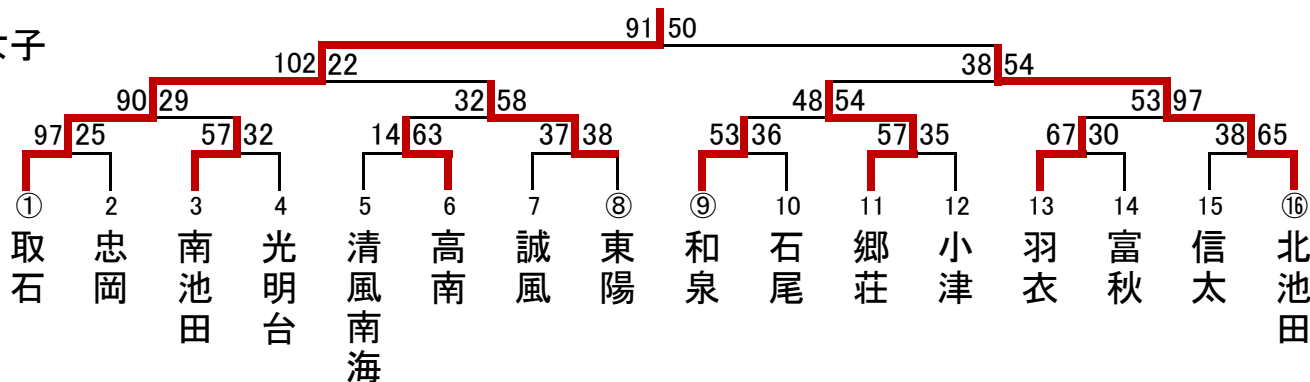 91 50
女子
102 22 38 54
90 29 32 58 48 54 53 97
97 25 57 32 14 63 37 38 53 36 57 35 67 30 38 65
① 2 3 4 5 6 7 ⑧ ⑨ 10 11 12 13 14 15 ⑯
取石
忠岡
南池田
光明台
清風南海
高南
誠風
東陽
和泉
石尾
郷荘
小津
羽衣
富秋
信太
北池田